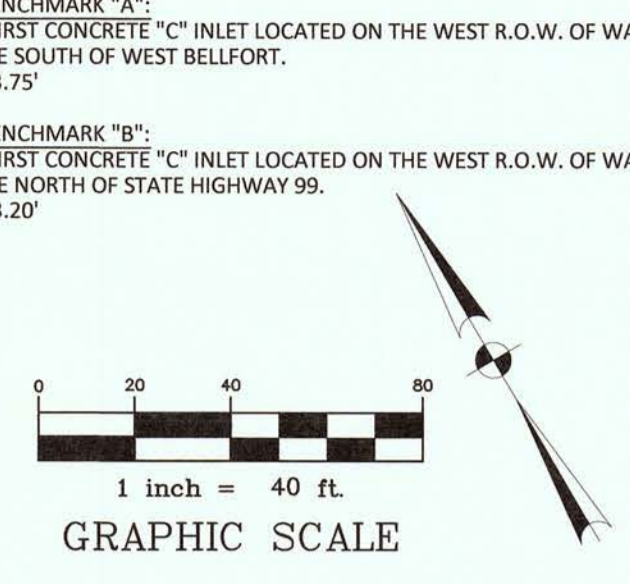 BENCHMARK "A":
FIRST CONCRETE "C" INLET LOCATED ON THE WEST R.O.W. OF WA
E SOUTH OF WEST BELLFORT.
.75'
BENCHMARK "B":
FIRST CONCRETE "C" INLET LOCATED ON THE WEST R.O.W. OF WA
E NORTH OF STATE HIGHWAY 99.
.20'
0 20 40 80
1 inch = 40 ft.
GRAPHIC SCALE